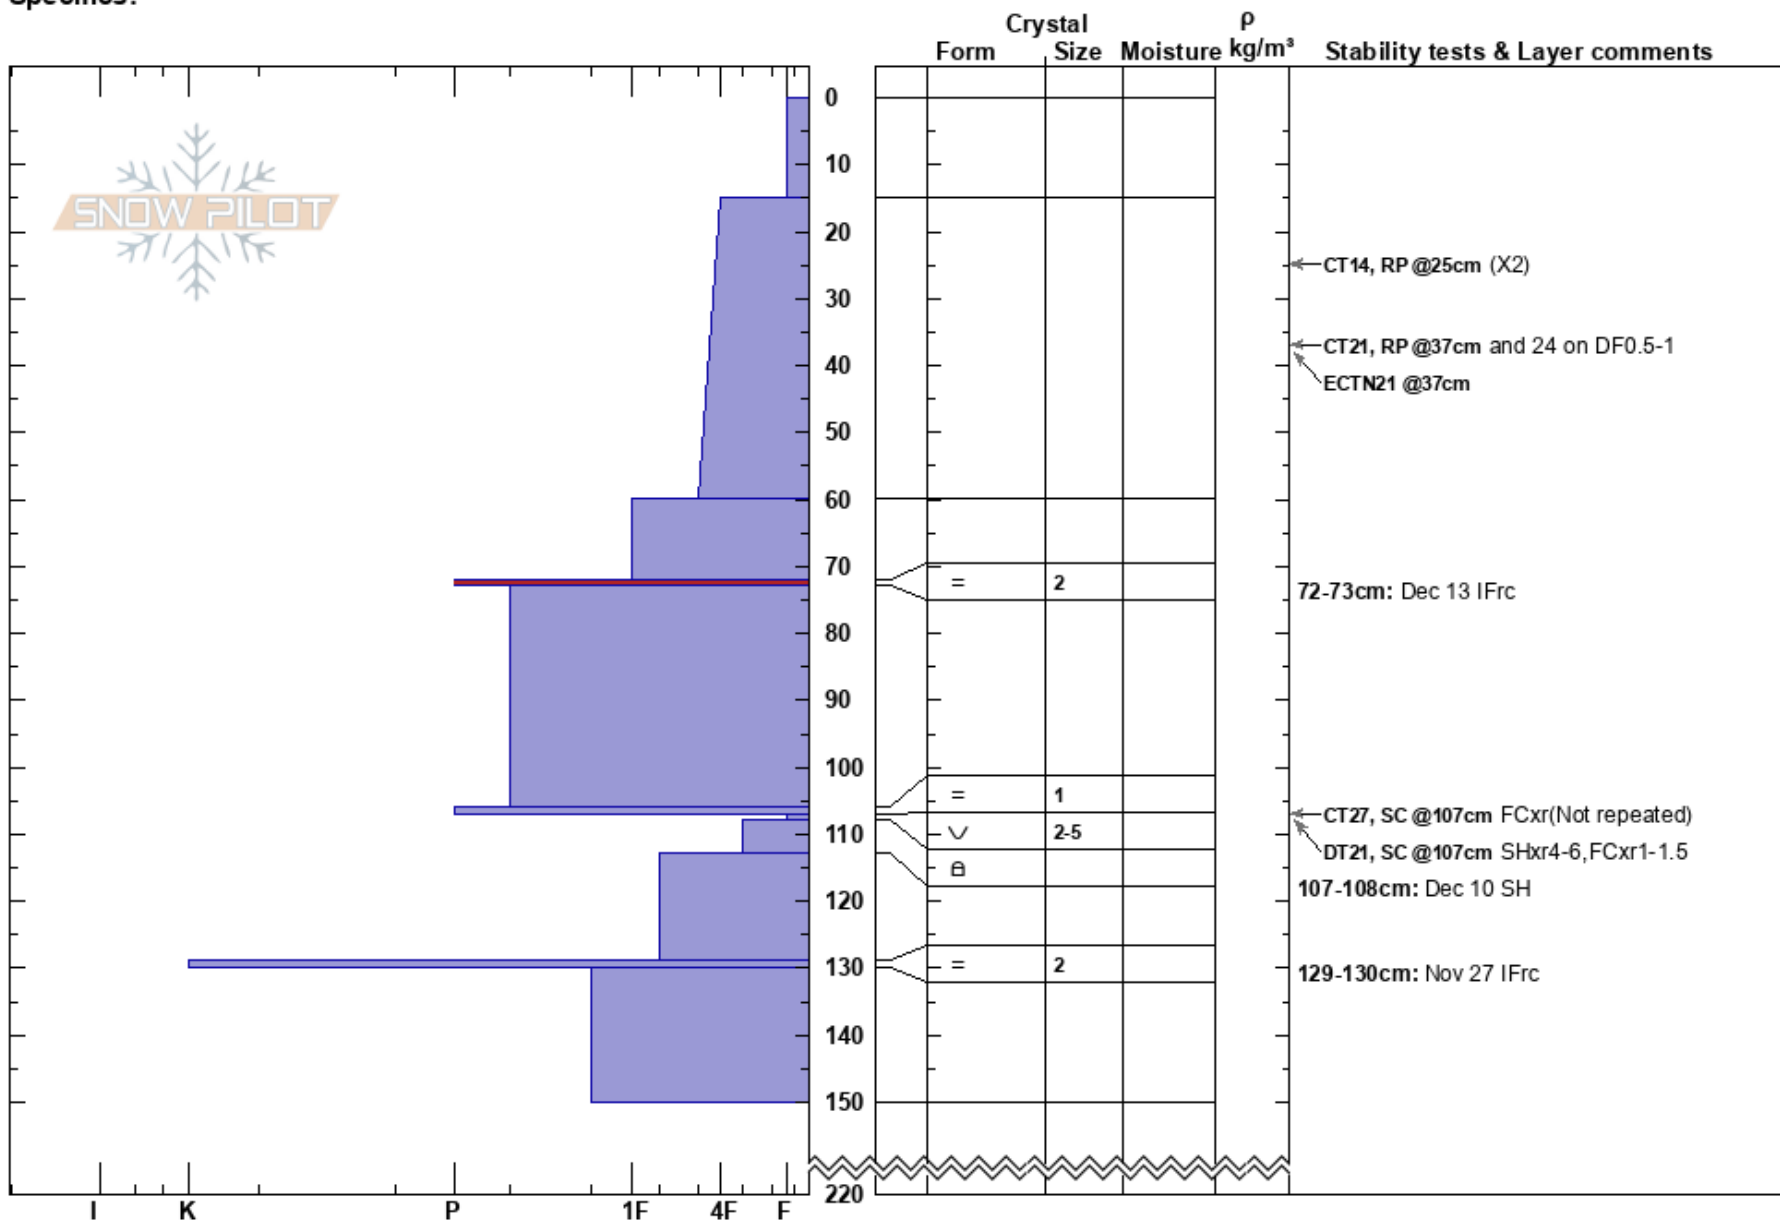 Specifics:
Crystal
ρ
Form Size Moisture kg/m³ Stability tests & Layer comments
SNOW PILOT
0
10
20
30
40
50
60
70
80
90
100
110
120
130
140
150
220
CT14, RP @25cm (X2)
CT21, RP @37cm and 24 on DF0.5-1
ECTN21 @37cm
= 2
72-73cm: Dec 13 IFrc
= 1
CT27, SC @107cm FCxr(Not repeated)
2-5
DT21, SC @107cm SHxr4-6,FCxr1-1.5
107-108cm: Dec 10 SH
= 2
129-130cm: Nov 27 IFrc
I K P 1F 4F F